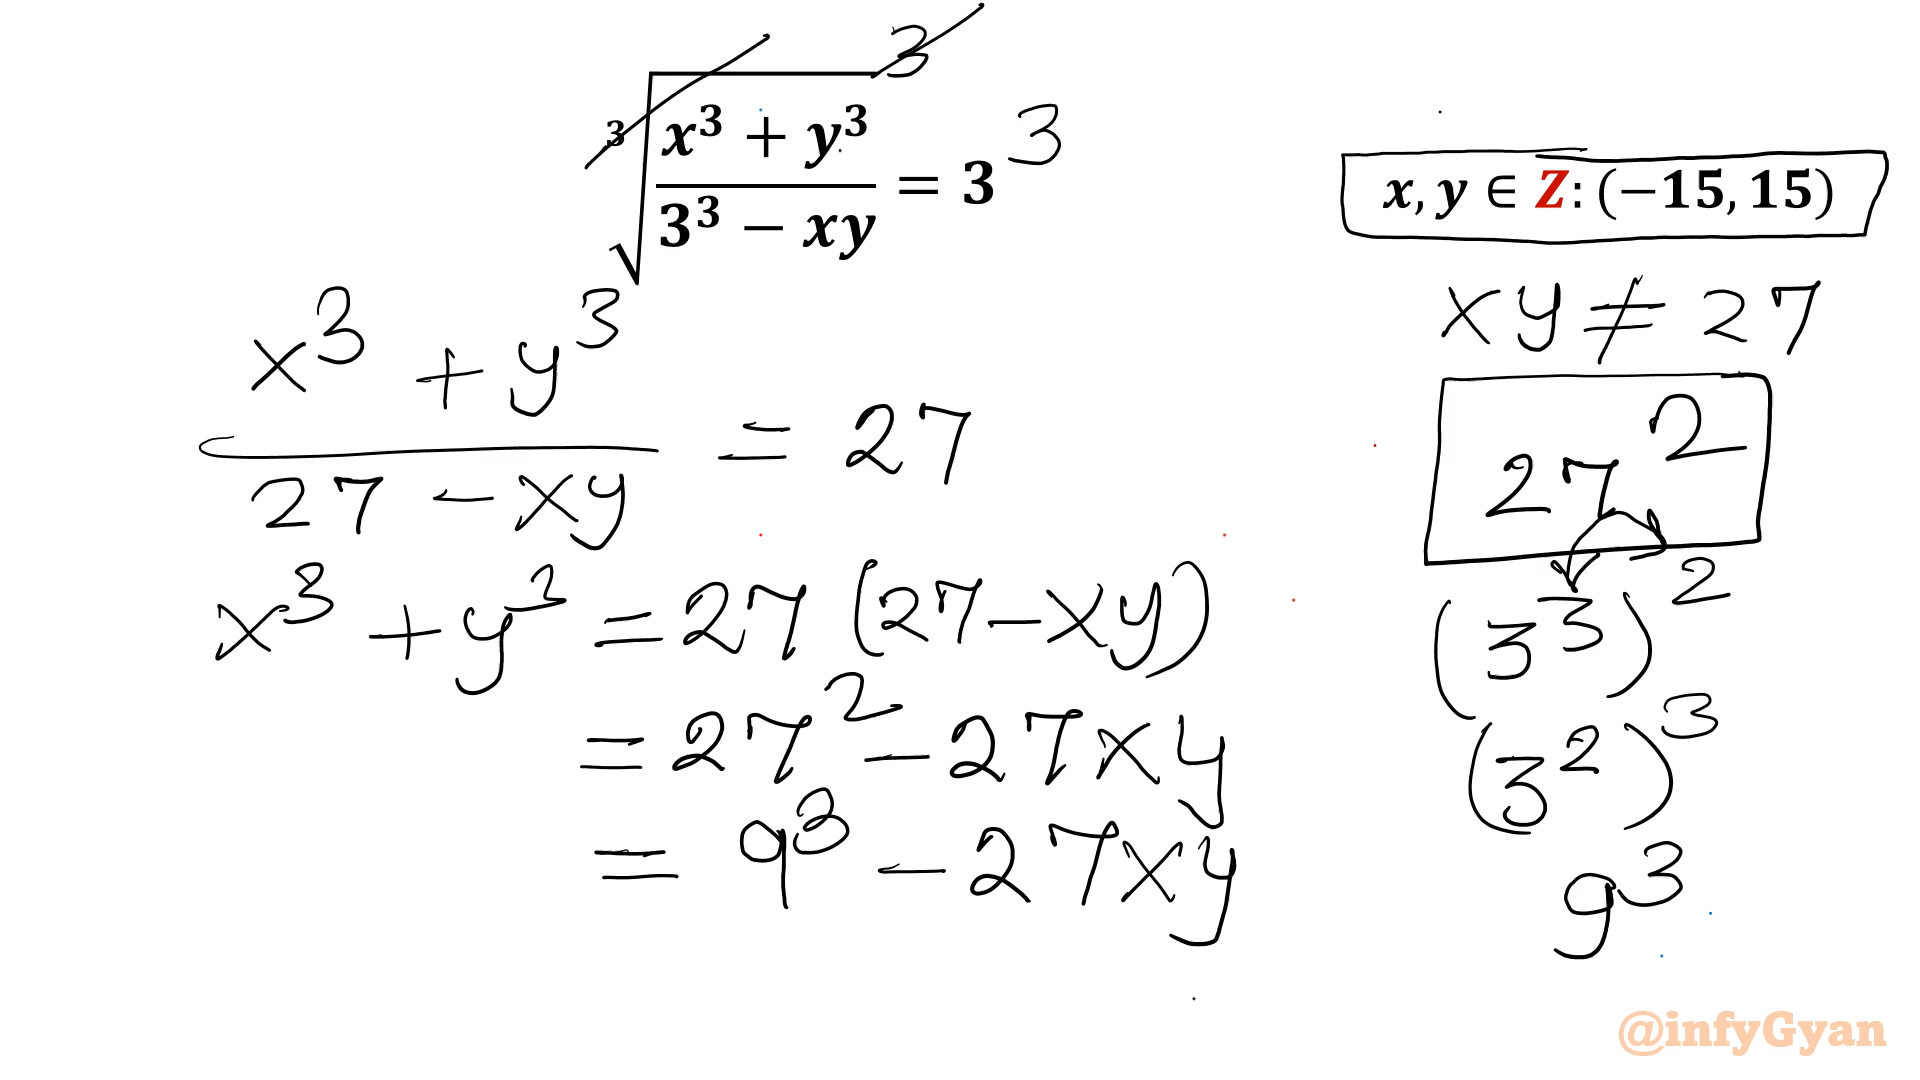 ∛((x³ + y³)/(3³ − xy))³ = 3³
x, y ∈ Z: (−15, 15)
xy ≠ 27
(x³ + y³)/(27 − xy) = 27
27²
x³ + y³ = 27(27 − xy)
(3³)²
= 27² − 27xy
(3²)³
= 9³ − 27xy
9³
@infyGyan